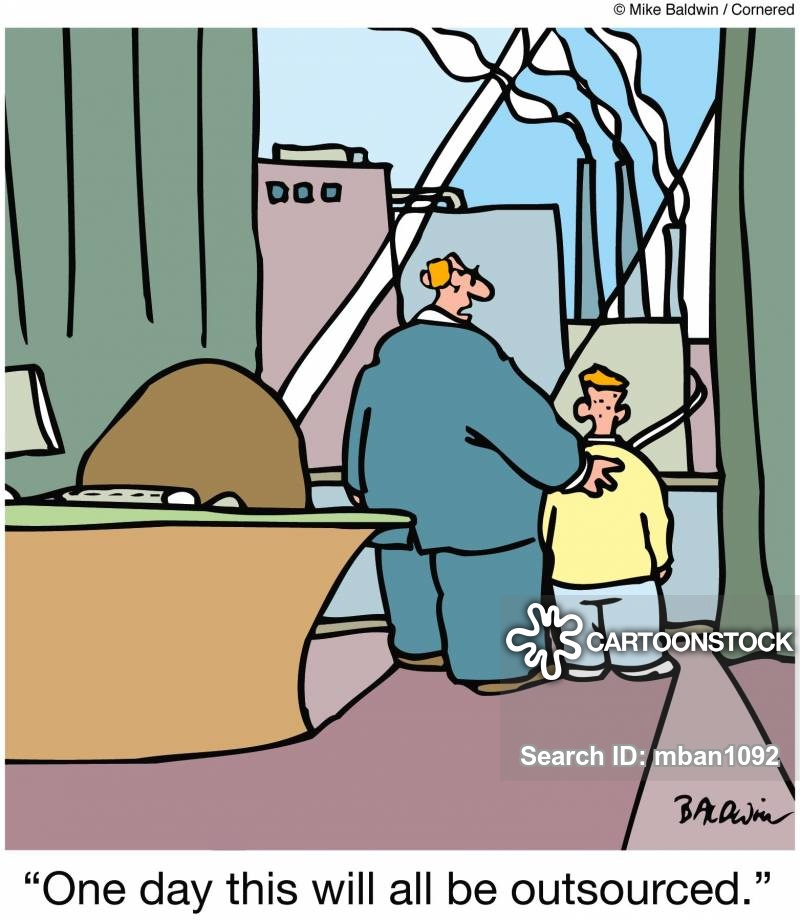 © Mike Baldwin / Cornered
CARTOONSTOCK
Search ID: mban1092
BALDWIN
“One day this will all be outsourced.”